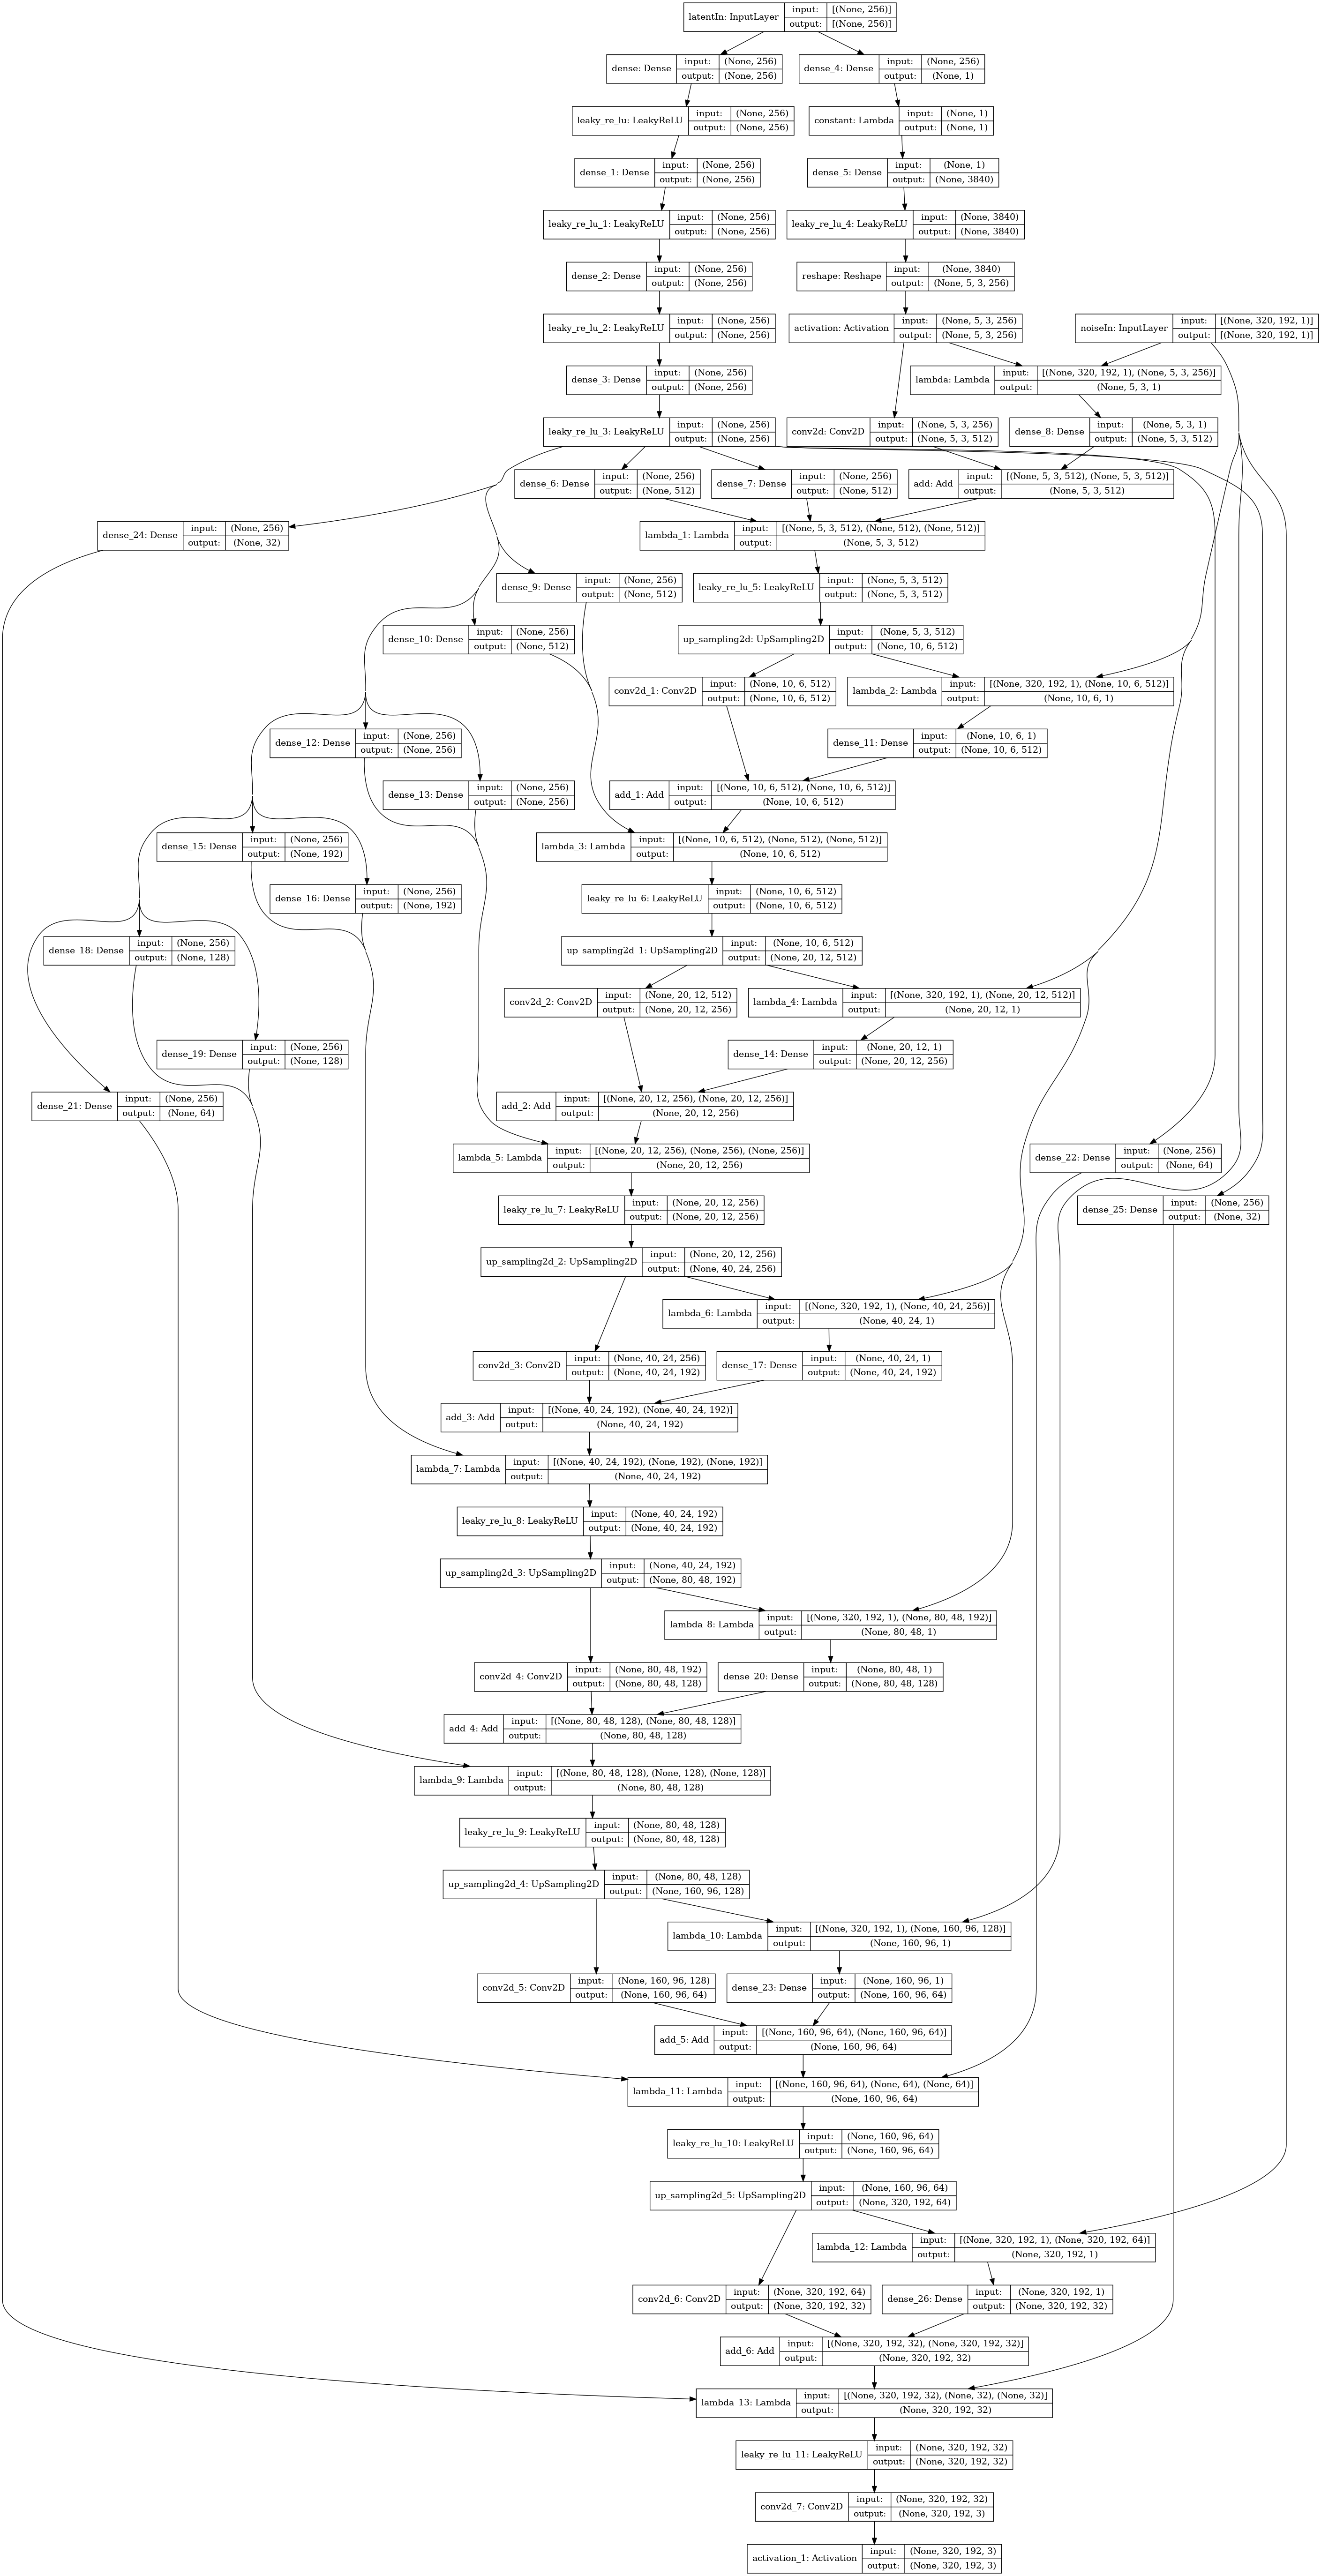 latentIn: InputLayer
input: [(None, 256)]
output: [(None, 256)]
dense: Dense
input: (None, 256)
output: (None, 256)
dense_4: Dense
input: (None, 256)
output: (None, 1)
leaky_re_lu: LeakyReLU
input: (None, 256)
output: (None, 256)
constant: Lambda
input: (None, 1)
output: (None, 1)
dense_1: Dense
input: (None, 256)
output: (None, 256)
dense_5: Dense
input: (None, 1)
output: (None, 3840)
leaky_re_lu_1: LeakyReLU
input: (None, 256)
output: (None, 256)
leaky_re_lu_4: LeakyReLU
input: (None, 3840)
output: (None, 3840)
dense_2: Dense
input: (None, 256)
output: (None, 256)
reshape: Reshape
input: (None, 3840)
output: (None, 5, 3, 256)
leaky_re_lu_2: LeakyReLU
input: (None, 256)
output: (None, 256)
activation: Activation
input: (None, 5, 3, 256)
output: (None, 5, 3, 256)
noiseIn: InputLayer
input: [(None, 320, 192, 1)]
output: [(None, 320, 192, 1)]
dense_3: Dense
input: (None, 256)
output: (None, 256)
lambda: Lambda
input: [(None, 320, 192, 1), (None, 5, 3, 256)]
output: (None, 5, 3, 1)
leaky_re_lu_3: LeakyReLU
input: (None, 256)
output: (None, 256)
conv2d: Conv2D
input: (None, 5, 3, 256)
output: (None, 5, 3, 512)
dense_8: Dense
input: (None, 5, 3, 1)
output: (None, 5, 3, 512)
dense_6: Dense
input: (None, 256)
output: (None, 512)
dense_7: Dense
input: (None, 256)
output: (None, 512)
add: Add
input: [(None, 5, 3, 512), (None, 5, 3, 512)]
output: (None, 5, 3, 512)
dense_24: Dense
input: (None, 256)
output: (None, 32)
lambda_1: Lambda
input: [(None, 5, 3, 512), (None, 512), (None, 512)]
output: (None, 5, 3, 512)
dense_9: Dense
input: (None, 256)
output: (None, 512)
leaky_re_lu_5: LeakyReLU
input: (None, 5, 3, 512)
output: (None, 5, 3, 512)
dense_10: Dense
input: (None, 256)
output: (None, 512)
up_sampling2d: UpSampling2D
input: (None, 5, 3, 512)
output: (None, 10, 6, 512)
conv2d_1: Conv2D
input: (None, 10, 6, 512)
output: (None, 10, 6, 512)
lambda_2: Lambda
input: [(None, 320, 192, 1), (None, 10, 6, 512)]
output: (None, 10, 6, 1)
dense_12: Dense
input: (None, 256)
output: (None, 256)
dense_11: Dense
input: (None, 10, 6, 1)
output: (None, 10, 6, 512)
dense_13: Dense
input: (None, 256)
output: (None, 256)
add_1: Add
input: [(None, 10, 6, 512), (None, 10, 6, 512)]
output: (None, 10, 6, 512)
dense_15: Dense
input: (None, 256)
output: (None, 192)
lambda_3: Lambda
input: [(None, 10, 6, 512), (None, 512), (None, 512)]
output: (None, 10, 6, 512)
dense_16: Dense
input: (None, 256)
output: (None, 192)
leaky_re_lu_6: LeakyReLU
input: (None, 10, 6, 512)
output: (None, 10, 6, 512)
dense_18: Dense
input: (None, 256)
output: (None, 128)
up_sampling2d_1: UpSampling2D
input: (None, 10, 6, 512)
output: (None, 20, 12, 512)
conv2d_2: Conv2D
input: (None, 20, 12, 512)
output: (None, 20, 12, 256)
lambda_4: Lambda
input: [(None, 320, 192, 1), (None, 20, 12, 512)]
output: (None, 20, 12, 1)
dense_19: Dense
input: (None, 256)
output: (None, 128)
dense_14: Dense
input: (None, 20, 12, 1)
output: (None, 20, 12, 256)
dense_21: Dense
input: (None, 256)
output: (None, 64)
add_2: Add
input: [(None, 20, 12, 256), (None, 20, 12, 256)]
output: (None, 20, 12, 256)
lambda_5: Lambda
input: [(None, 20, 12, 256), (None, 256), (None, 256)]
output: (None, 20, 12, 256)
dense_22: Dense
input: (None, 256)
output: (None, 64)
leaky_re_lu_7: LeakyReLU
input: (None, 20, 12, 256)
output: (None, 20, 12, 256)
dense_25: Dense
input: (None, 256)
output: (None, 32)
up_sampling2d_2: UpSampling2D
input: (None, 20, 12, 256)
output: (None, 40, 24, 256)
lambda_6: Lambda
input: [(None, 320, 192, 1), (None, 40, 24, 256)]
output: (None, 40, 24, 1)
conv2d_3: Conv2D
input: (None, 40, 24, 256)
output: (None, 40, 24, 192)
dense_17: Dense
input: (None, 40, 24, 1)
output: (None, 40, 24, 192)
add_3: Add
input: [(None, 40, 24, 192), (None, 40, 24, 192)]
output: (None, 40, 24, 192)
lambda_7: Lambda
input: [(None, 40, 24, 192), (None, 192), (None, 192)]
output: (None, 40, 24, 192)
leaky_re_lu_8: LeakyReLU
input: (None, 40, 24, 192)
output: (None, 40, 24, 192)
up_sampling2d_3: UpSampling2D
input: (None, 40, 24, 192)
output: (None, 80, 48, 192)
lambda_8: Lambda
input: [(None, 320, 192, 1), (None, 80, 48, 192)]
output: (None, 80, 48, 1)
conv2d_4: Conv2D
input: (None, 80, 48, 192)
output: (None, 80, 48, 128)
dense_20: Dense
input: (None, 80, 48, 1)
output: (None, 80, 48, 128)
add_4: Add
input: [(None, 80, 48, 128), (None, 80, 48, 128)]
output: (None, 80, 48, 128)
lambda_9: Lambda
input: [(None, 80, 48, 128), (None, 128), (None, 128)]
output: (None, 80, 48, 128)
leaky_re_lu_9: LeakyReLU
input: (None, 80, 48, 128)
output: (None, 80, 48, 128)
up_sampling2d_4: UpSampling2D
input: (None, 80, 48, 128)
output: (None, 160, 96, 128)
lambda_10: Lambda
input: [(None, 320, 192, 1), (None, 160, 96, 128)]
output: (None, 160, 96, 1)
conv2d_5: Conv2D
input: (None, 160, 96, 128)
output: (None, 160, 96, 64)
dense_23: Dense
input: (None, 160, 96, 1)
output: (None, 160, 96, 64)
add_5: Add
input: [(None, 160, 96, 64), (None, 160, 96, 64)]
output: (None, 160, 96, 64)
lambda_11: Lambda
input: [(None, 160, 96, 64), (None, 64), (None, 64)]
output: (None, 160, 96, 64)
leaky_re_lu_10: LeakyReLU
input: (None, 160, 96, 64)
output: (None, 160, 96, 64)
up_sampling2d_5: UpSampling2D
input: (None, 160, 96, 64)
output: (None, 320, 192, 64)
lambda_12: Lambda
input: [(None, 320, 192, 1), (None, 320, 192, 64)]
output: (None, 320, 192, 1)
conv2d_6: Conv2D
input: (None, 320, 192, 64)
output: (None, 320, 192, 32)
dense_26: Dense
input: (None, 320, 192, 1)
output: (None, 320, 192, 32)
add_6: Add
input: [(None, 320, 192, 32), (None, 320, 192, 32)]
output: (None, 320, 192, 32)
lambda_13: Lambda
input: [(None, 320, 192, 32), (None, 32), (None, 32)]
output: (None, 320, 192, 32)
leaky_re_lu_11: LeakyReLU
input: (None, 320, 192, 32)
output: (None, 320, 192, 32)
conv2d_7: Conv2D
input: (None, 320, 192, 32)
output: (None, 320, 192, 3)
activation_1: Activation
input: (None, 320, 192, 3)
output: (None, 320, 192, 3)